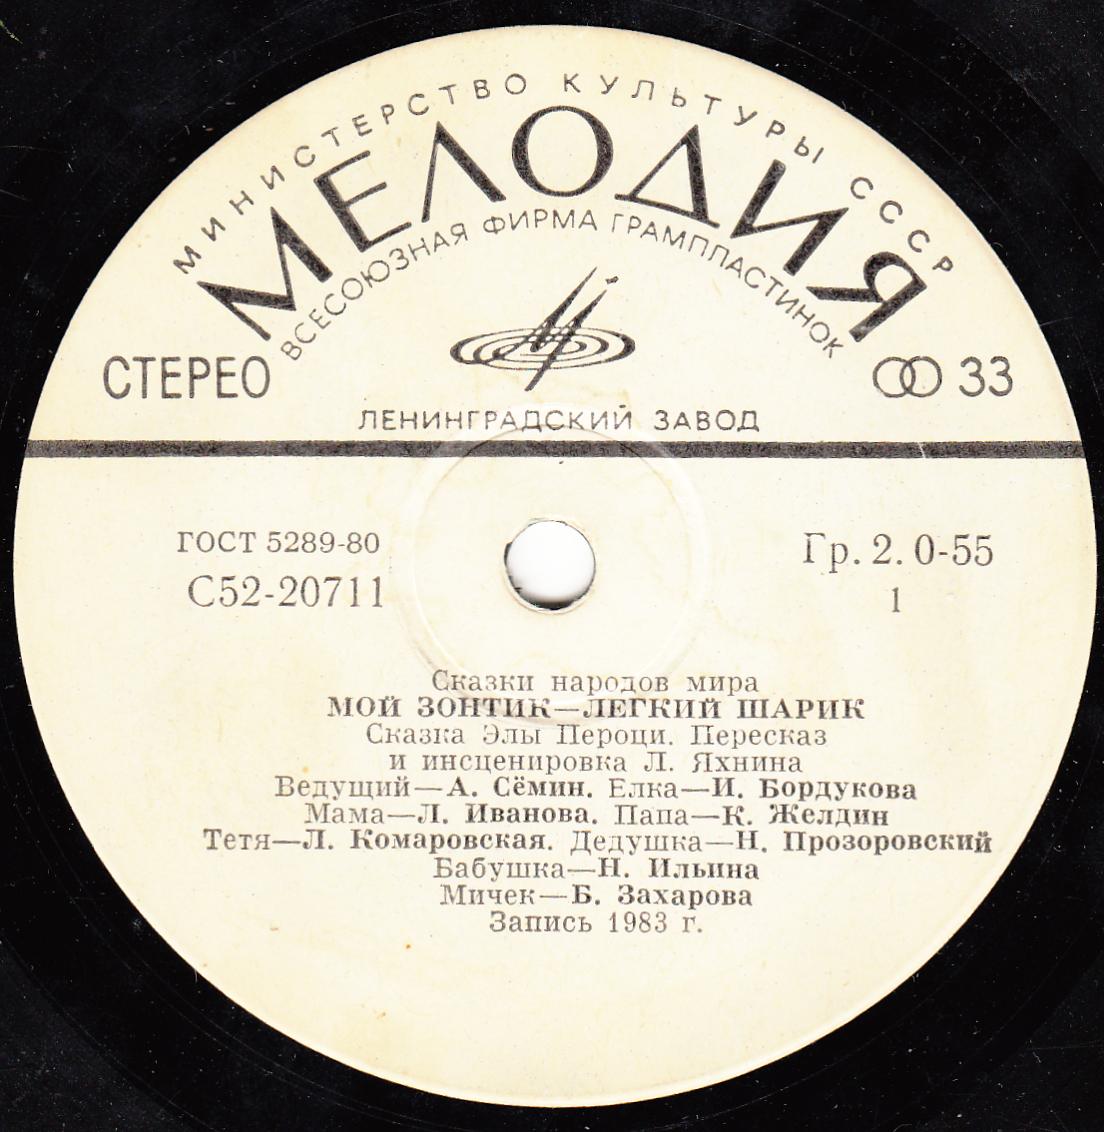 МИНИСТЕРСТВО КУЛЬТУРЫ СССР
МЕЛОДИЯ
ВСЕСОЮЗНАЯ ФИРМА ГРАМПЛАСТИНОК
СТЕРЕО
33
ЛЕНИНГРАДСКИЙ ЗАВОД
ГОСТ 5289-80
Гр. 2. 0-55
С52-20711
1
Сказки народов мира
МОЙ ЗОНТИК—ЛЕГКИЙ ШАРИК
Сказка Элы Пероци. Пересказ
и инсценировка Л. Яхнина
Ведущий—А. Сёмин. Елка—И. Бордукова
Мама—Л. Иванова. Папа—К. Желдин
Тетя—Л. Комаровская. Дедушка—Н. Прозоровский
Бабушка—Н. Ильина
Мичек—Б. Захарова
Запись 1983 г.